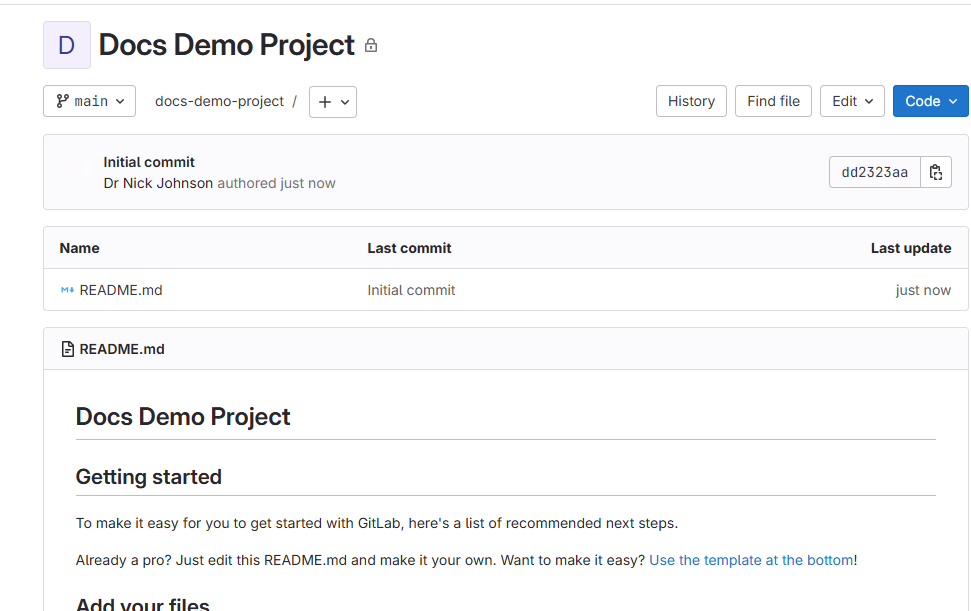 D Docs Demo Project
main docs-demo-project / + History Find file Edit Code
Initial commit
Dr Nick Johnson authored just now
dd2323aa
Name Last commit Last update
README.md Initial commit just now
README.md
Docs Demo Project
Getting started
To make it easy for you to get started with GitLab, here's a list of recommended next steps.
Already a pro? Just edit this README.md and make it your own. Want to make it easy? Use the template at the bottom!
Add your files